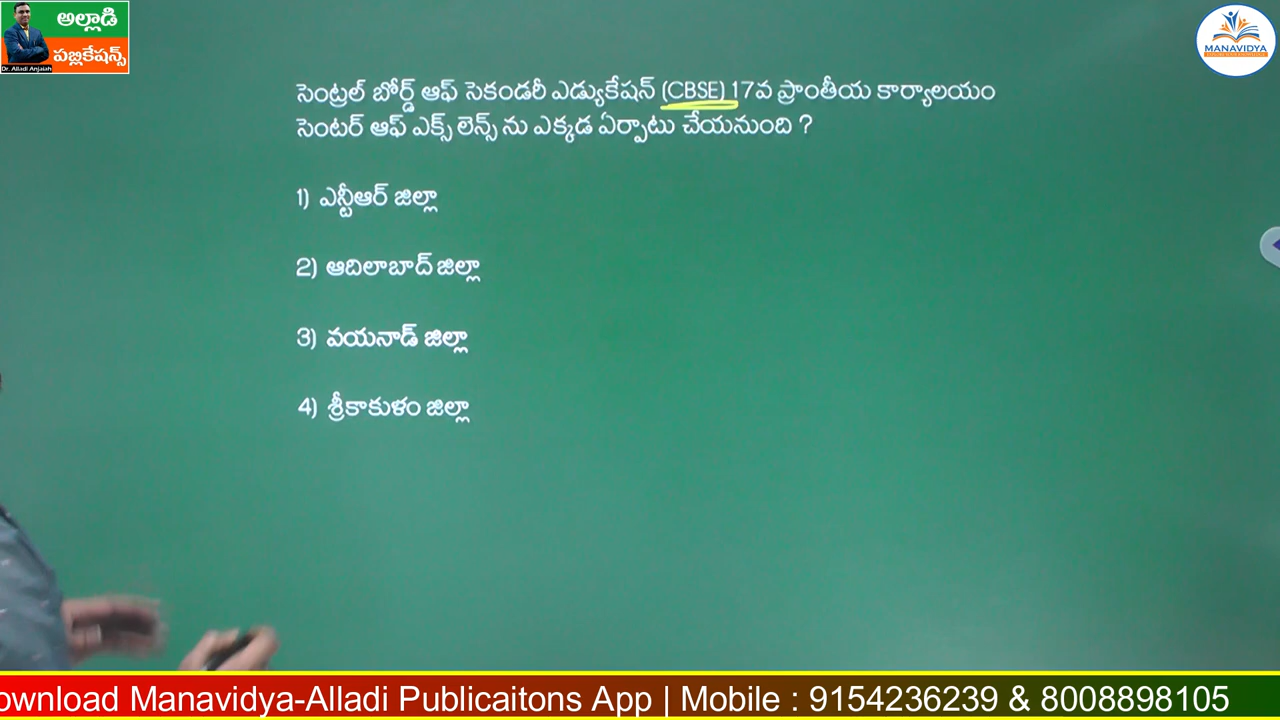 అల్లాడి
పబ్లికేషన్స్
Dr. Alladi Anjaiah
MANAVIDYA
సెంట్రల్ బోర్డ్ ఆఫ్ సెకండరీ ఎడ్యుకేషన్ (CBSE) 17వ ప్రాంతీయ కార్యాలయం
సెంటర్ ఆఫ్ ఎక్స్ లెన్స్ ను ఎక్కడ ఏర్పాటు చేయనుంది ?
1) ఎన్టీఆర్ జిల్లా
2) ఆదిలాబాద్ జిల్లా
3) వయనాడ్ జిల్లా
4) శ్రీకాకుళం జిల్లా
ownload Manavidya-Alladi Publicaitons App | Mobile : 9154236239 & 8008898105